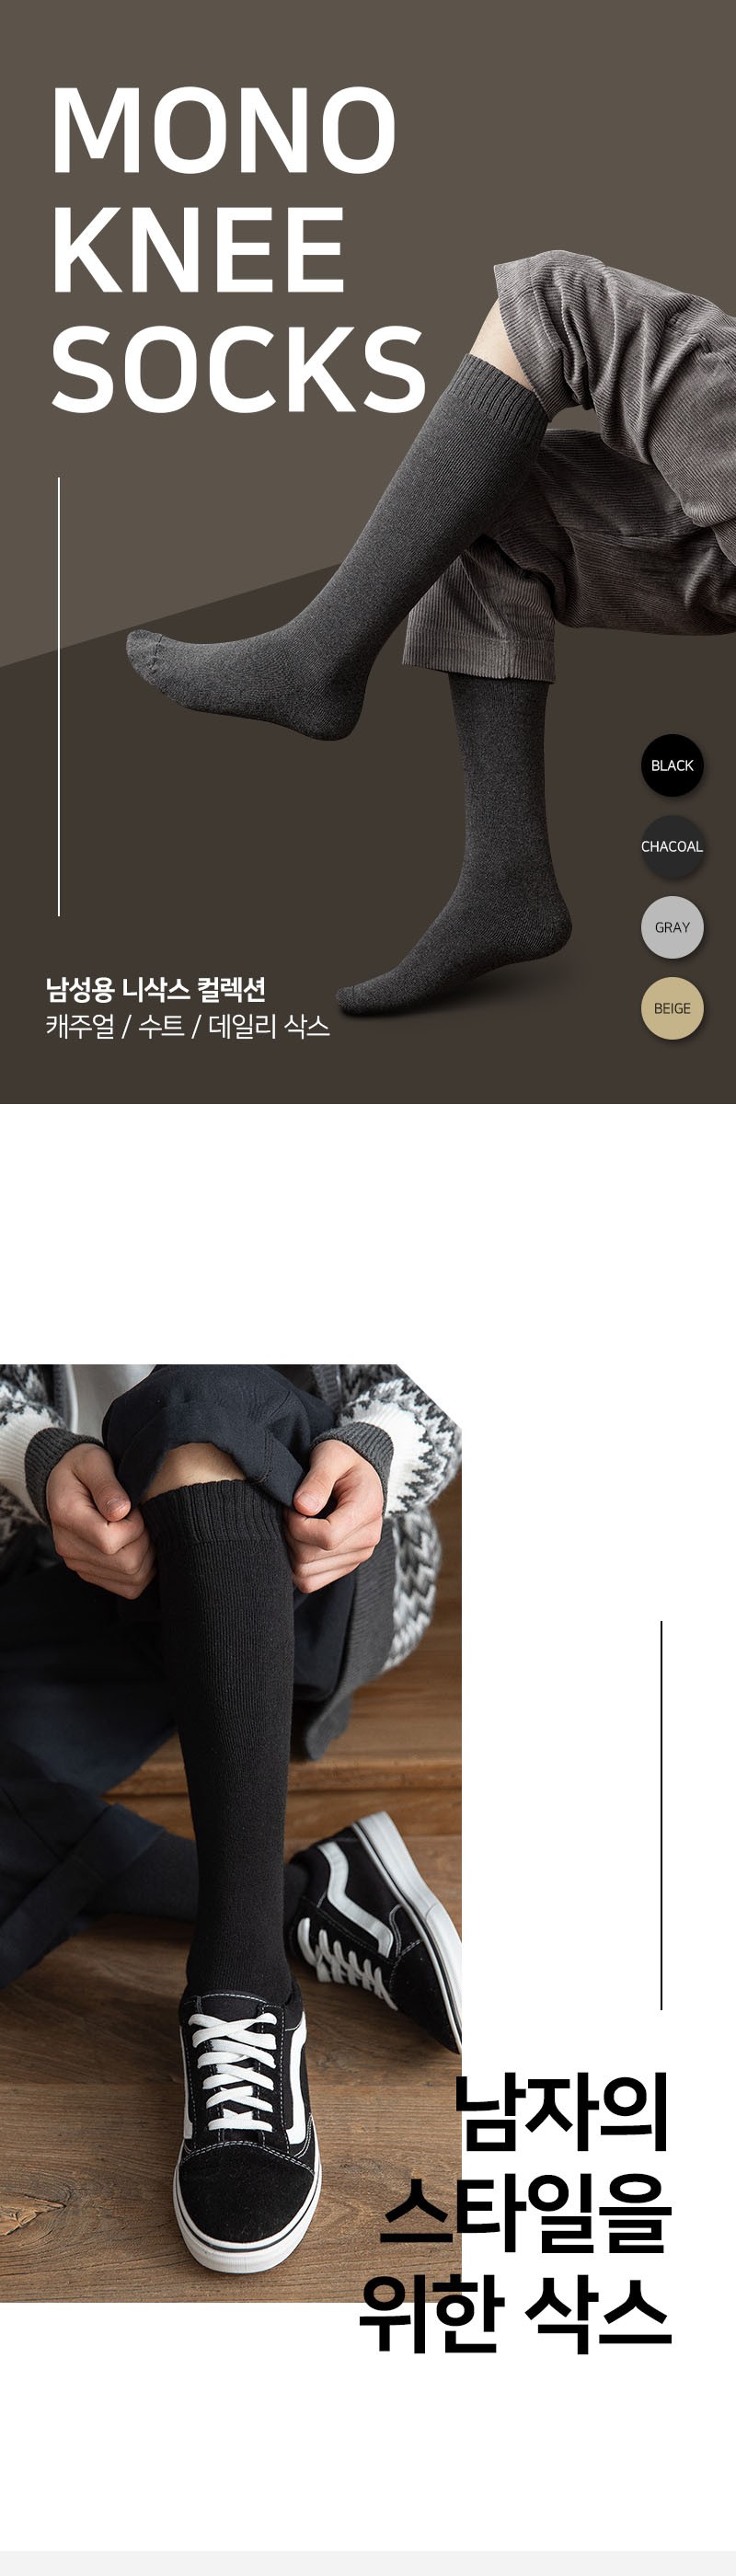 MONO
KNEE
SOCKS
BLACK
CHACOAL
GRAY
BEIGE
남성용 니삭스 컬렉션
캐주얼 / 수트 / 데일리 삭스
남자의
스타일을
위한 삭스